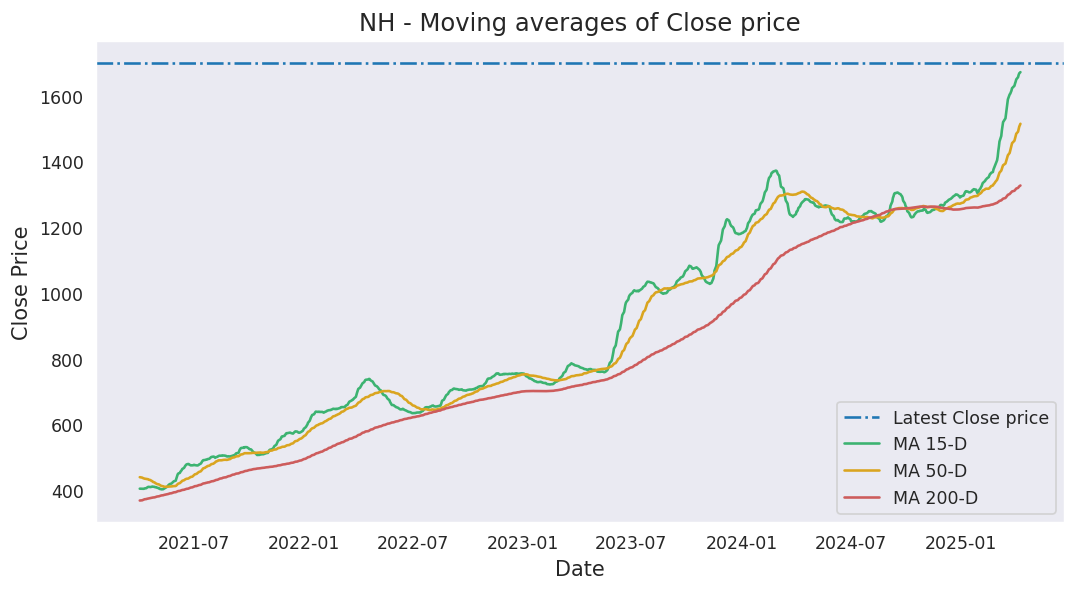 NH - Moving averages of Close price
Close Price
1600
1400
1200
1000
800
600
400
2021-07 2022-01 2022-07 2023-01 2023-07 2024-01 2024-07 2025-01
Date
Latest Close price
MA 15-D
MA 50-D
MA 200-D